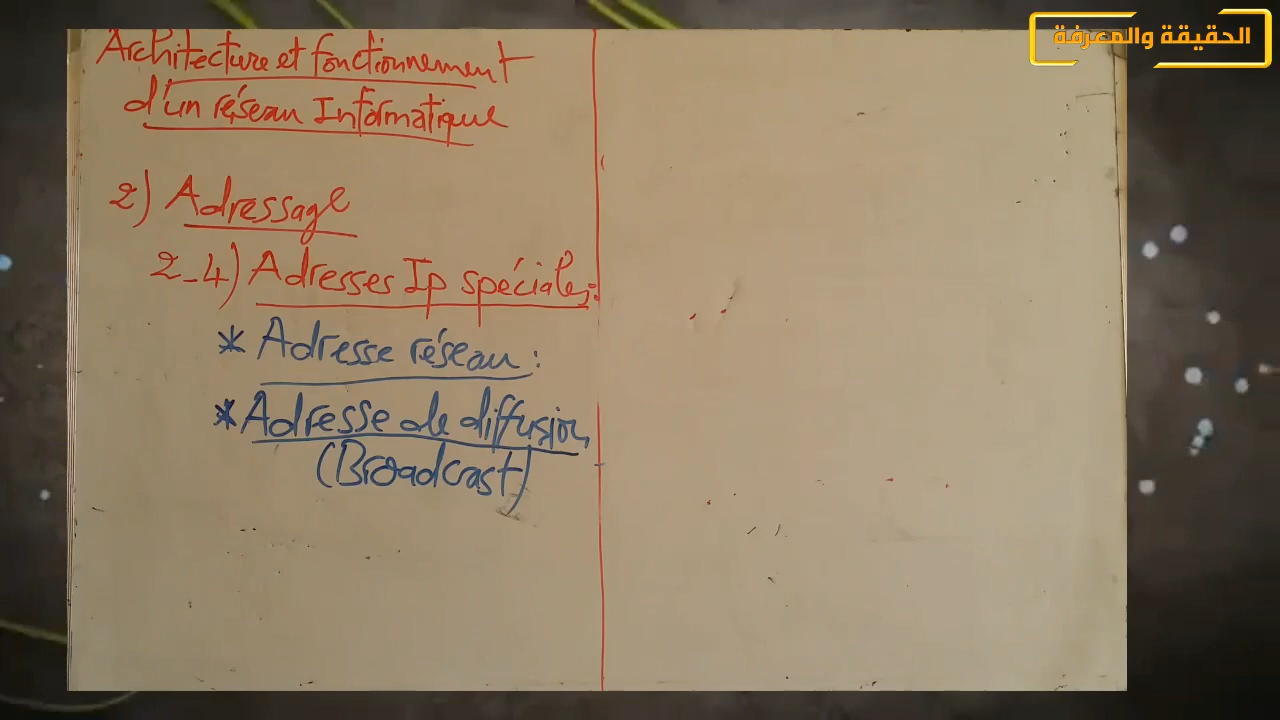 الحقيقة والمعرفة
Architecture et fonctionnement
d'un réseau Informatique
2) Adressage
2-4) Adresses Ip spéciales:
* Adresse réseau:
* Adresse de diffusion
(Broadcast)